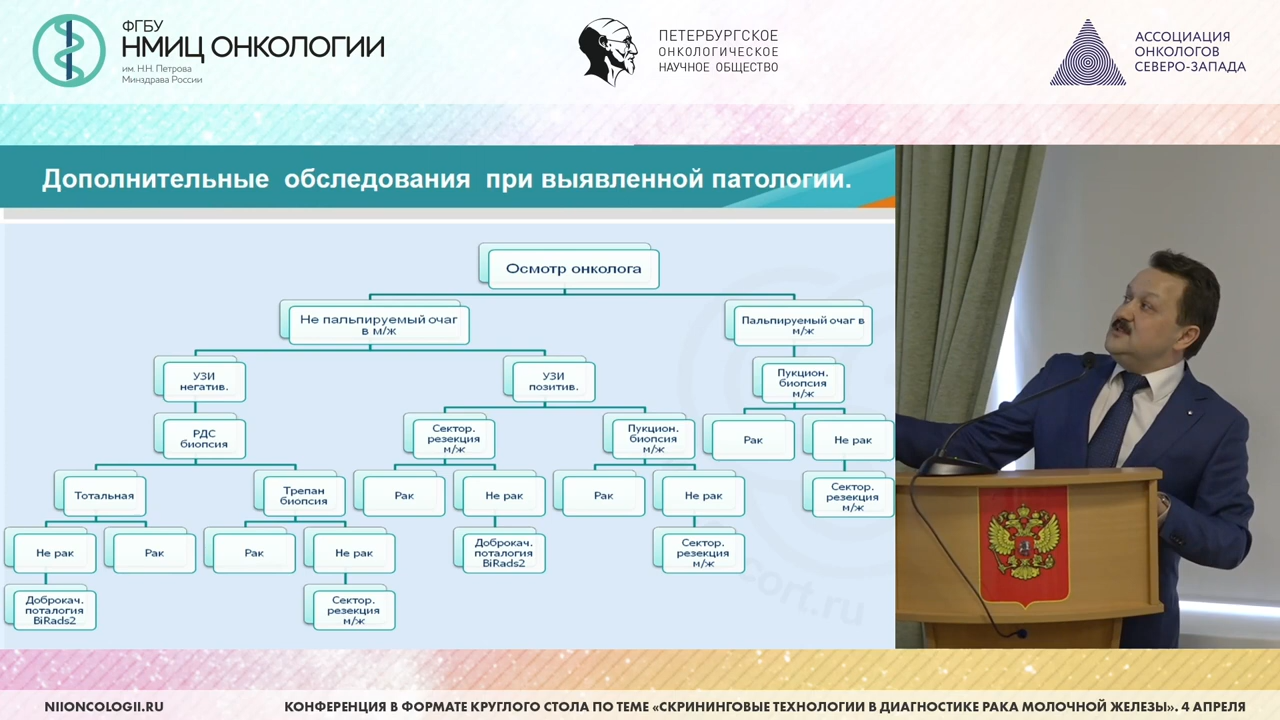 ФГБУ
НМИЦ ОНКОЛОГИИ
им. Н.Н. Петрова
Минздрава России
ПЕТЕРБУРГСКОЕ
ОНКОЛОГИЧЕСКОЕ
НАУЧНОЕ ОБЩЕСТВО
АССОЦИАЦИЯ
ОНКОЛОГОВ
СЕВЕРО-ЗАПАДА
Дополнительные обследования при выявленной патологии.
Осмотр онколога
Не пальпируемый очаг
в м/ж
Пальпируемый очаг в
м/ж
УЗИ
негатив.
УЗИ
позитив.
Пукцион.
биопсия
м/ж
РДС
биопсия
Сектор.
резекция
м/ж
Пукцион.
биопсия
м/ж
Рак
Не рак
Тотальная
Трепан
биопсия
Рак
Не рак
Рак
Не рак
Сектор.
резекция
м/ж
Не рак
Рак
Рак
Не рак
Доброкач.
поталогия
BiRads2
Сектор.
резекция
м/ж
Доброкач.
поталогия
BiRads2
Сектор.
резекция
м/ж
NIIONCOLOGII.RU
КОНФЕРЕНЦИЯ В ФОРМАТЕ КРУГЛОГО СТОЛА ПО ТЕМЕ «СКРИНИНГОВЫЕ ТЕХНОЛОГИИ В ДИАГНОСТИКЕ РАКА МОЛОЧНОЙ ЖЕЛЕЗЫ». 4 АПРЕЛЯ